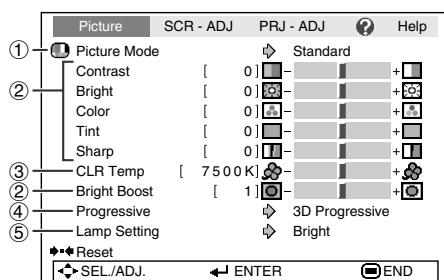 Picture SCR - ADJ PRJ - ADJ ? Help
① Picture Mode Standard
Contrast [ 0] - +
② Bright [ 0] - +
Color [ 0] - +
Tint [ 0] - +
Sharp [ 0] - +
③ CLR Temp [ 7500K] - +
② Bright Boost [ 1] - +
④ Progressive 3D Progressive
⑤ Lamp Setting Bright
Reset
SEL./ADJ. ENTER END